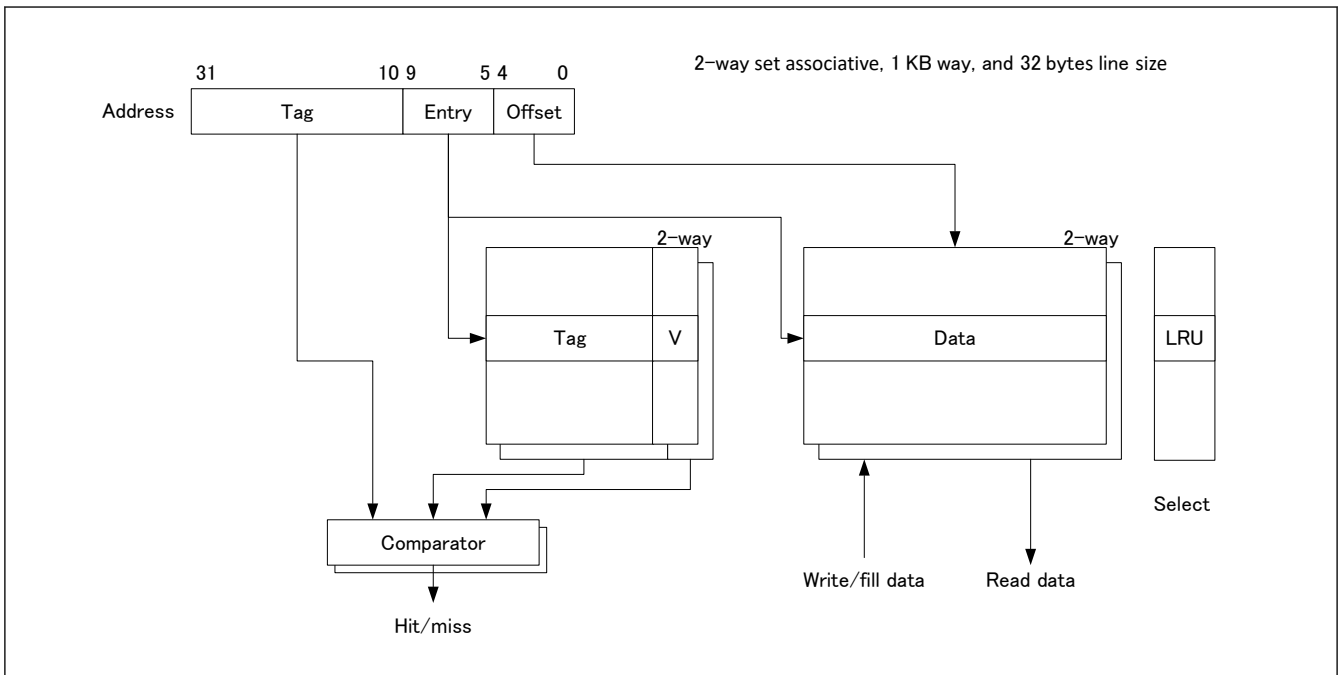 2-way set associative, 1 KB way, and 32 bytes line size
31 10 9 5 4 0
Address Tag Entry Offset
2-way 2-way
Tag V Data LRU
Select
Comparator
Write/fill data Read data
Hit/miss